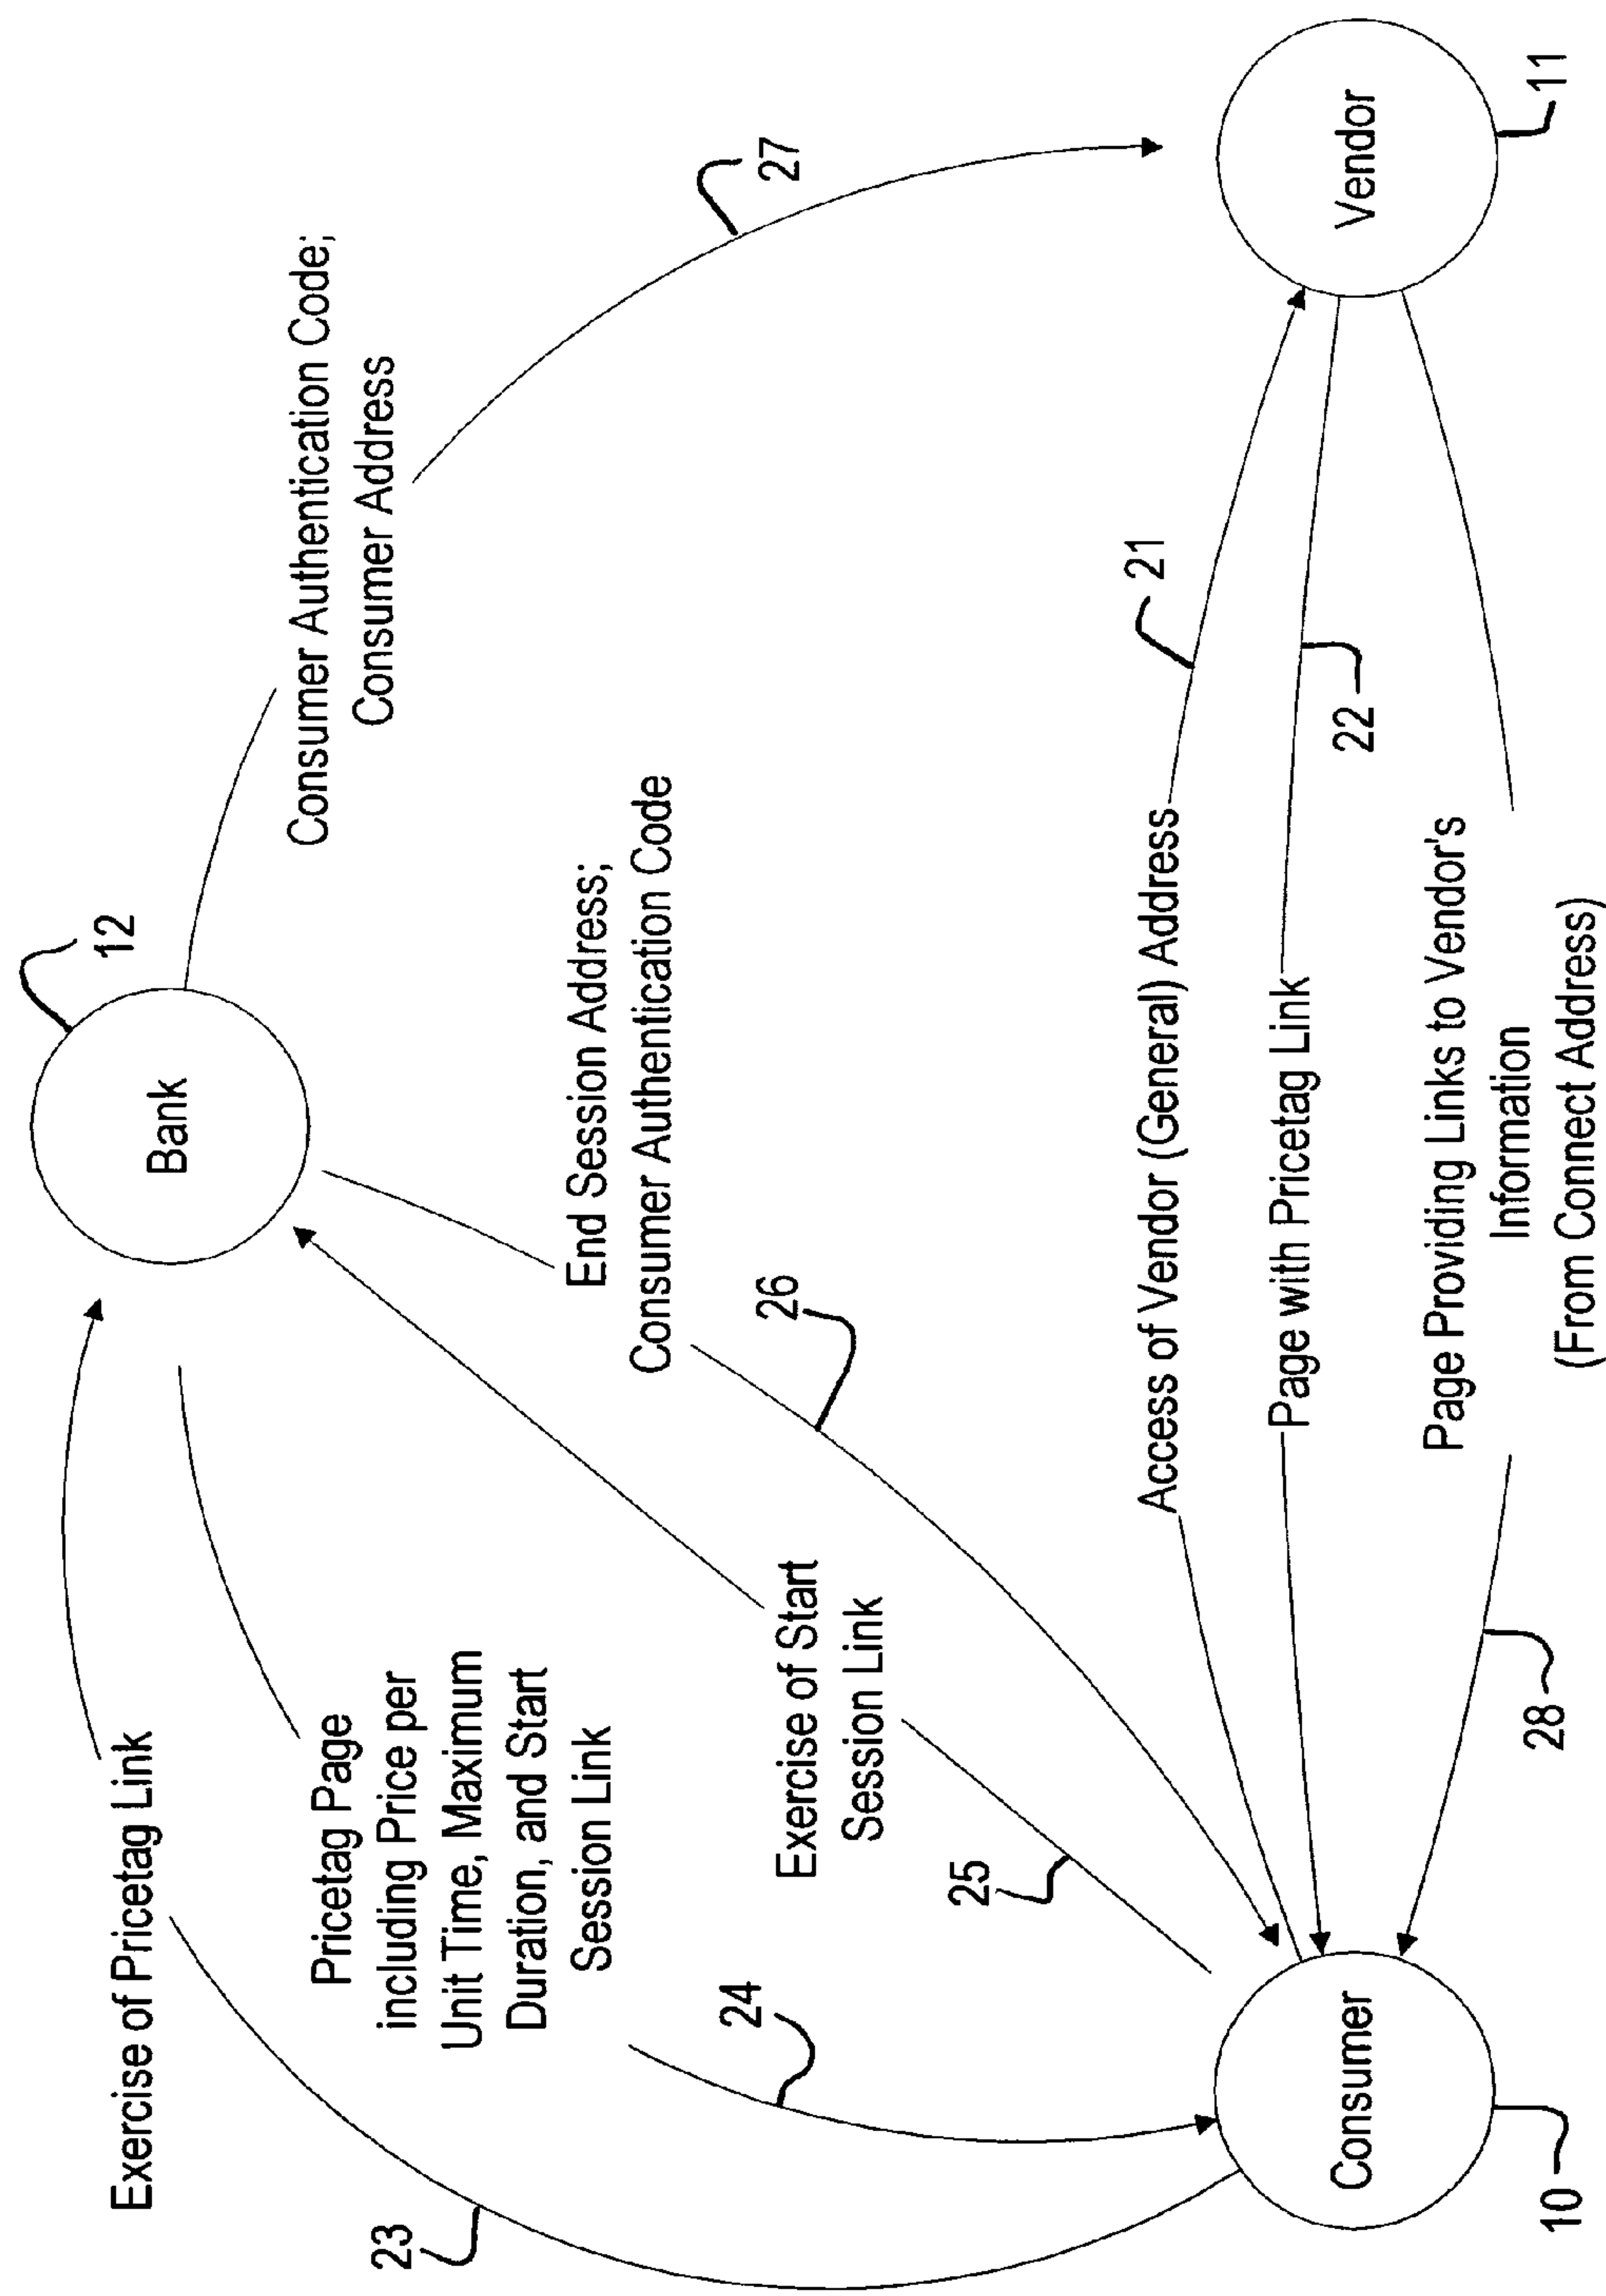 12
Bank
Exercise of Pricetag Link
Pricetag Page
including Price per
Unit Time, Maximum
Duration, and Start
Session Link
23
24
Exercise of Start
Session Link
25
End Session Address;
Consumer Authentication Code
26
Consumer Authentication Code;
Consumer Address
27
Access of Vendor (General) Address
21
Page with Pricetag Link
22
Page Providing Links to Vendor's
Information
(From Connect Address)
28
Consumer
10
Vendor
11